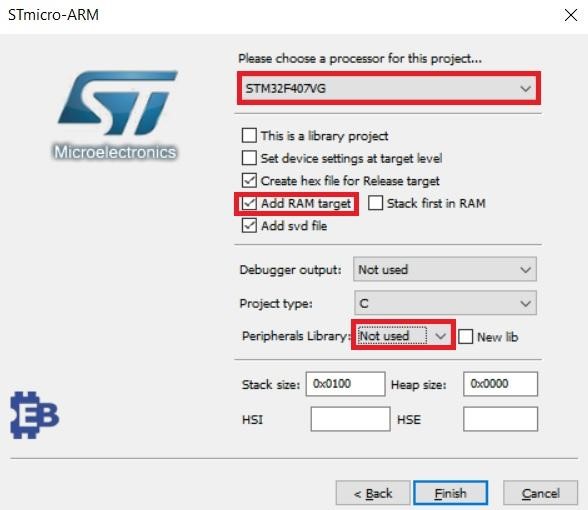 STmicro-ARM
Please choose a processor for this project...
STM32F407VG
ST
Microelectronics
This is a library project
Set device settings at target level
Create hex file for Release target
Add RAM target Stack first in RAM
Add svd file
Debugger output: Not used
Project type: C
Peripherals Library: Not used New lib
Stack size: 0x0100 Heap size: 0x0000
HSI HSE
EB
< Back Finish Cancel